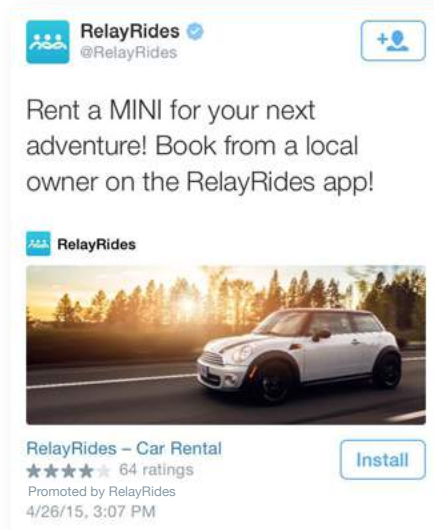 RelayRides
@RelayRides
Rent a MINI for your next
adventure! Book from a local
owner on the RelayRides app!
RelayRides
RelayRides – Car Rental
64 ratings
Install
Promoted by RelayRides
4/26/15, 3:07 PM